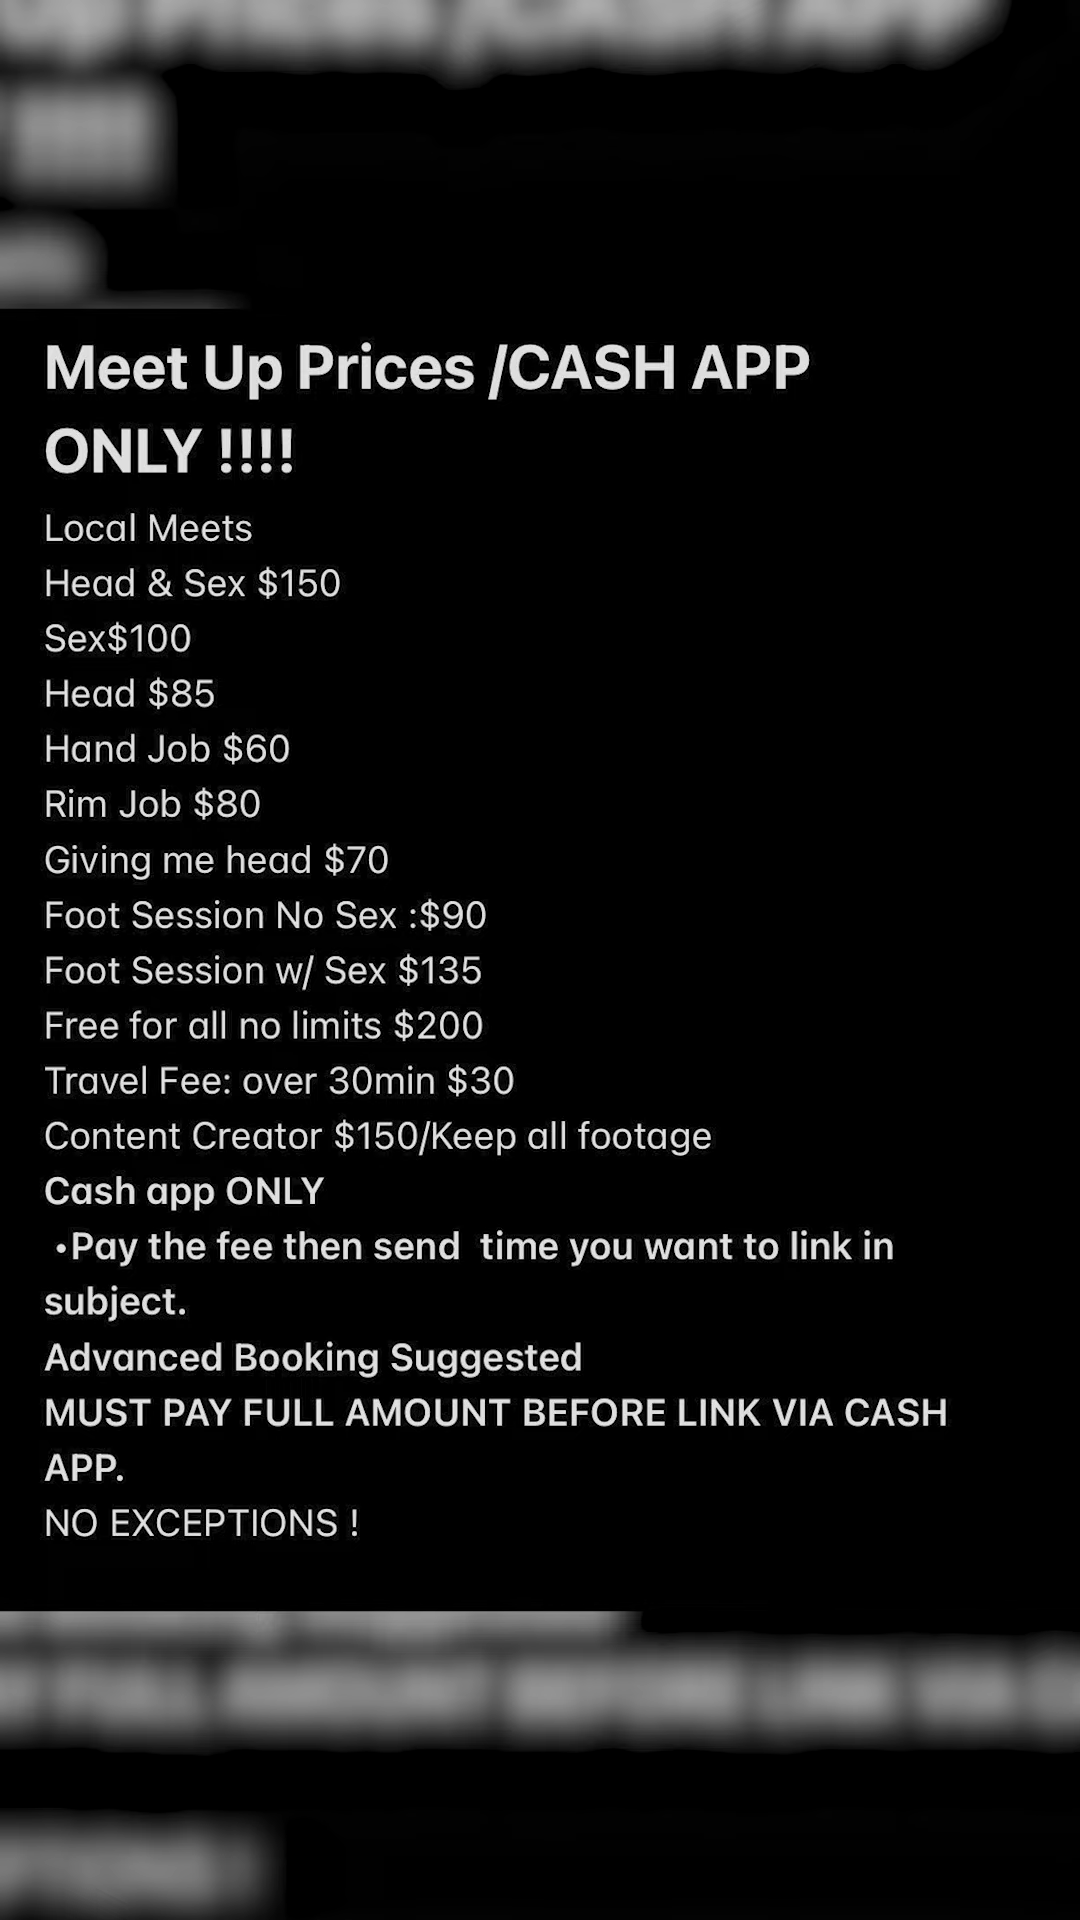 Meet Up Prices /CASH APP
ONLY !!!!
Local Meets
Head & Sex $150
Sex$100
Head $85
Hand Job $60
Rim Job $80
Giving me head $70
Foot Session No Sex :$90
Foot Session w/ Sex $135
Free for all no limits $200
Travel Fee: over 30min $30
Content Creator $150/Keep all footage
Cash app ONLY
•Pay the fee then send  time you want to link in
subject.
Advanced Booking Suggested
MUST PAY FULL AMOUNT BEFORE LINK VIA CASH
APP.
NO EXCEPTIONS !